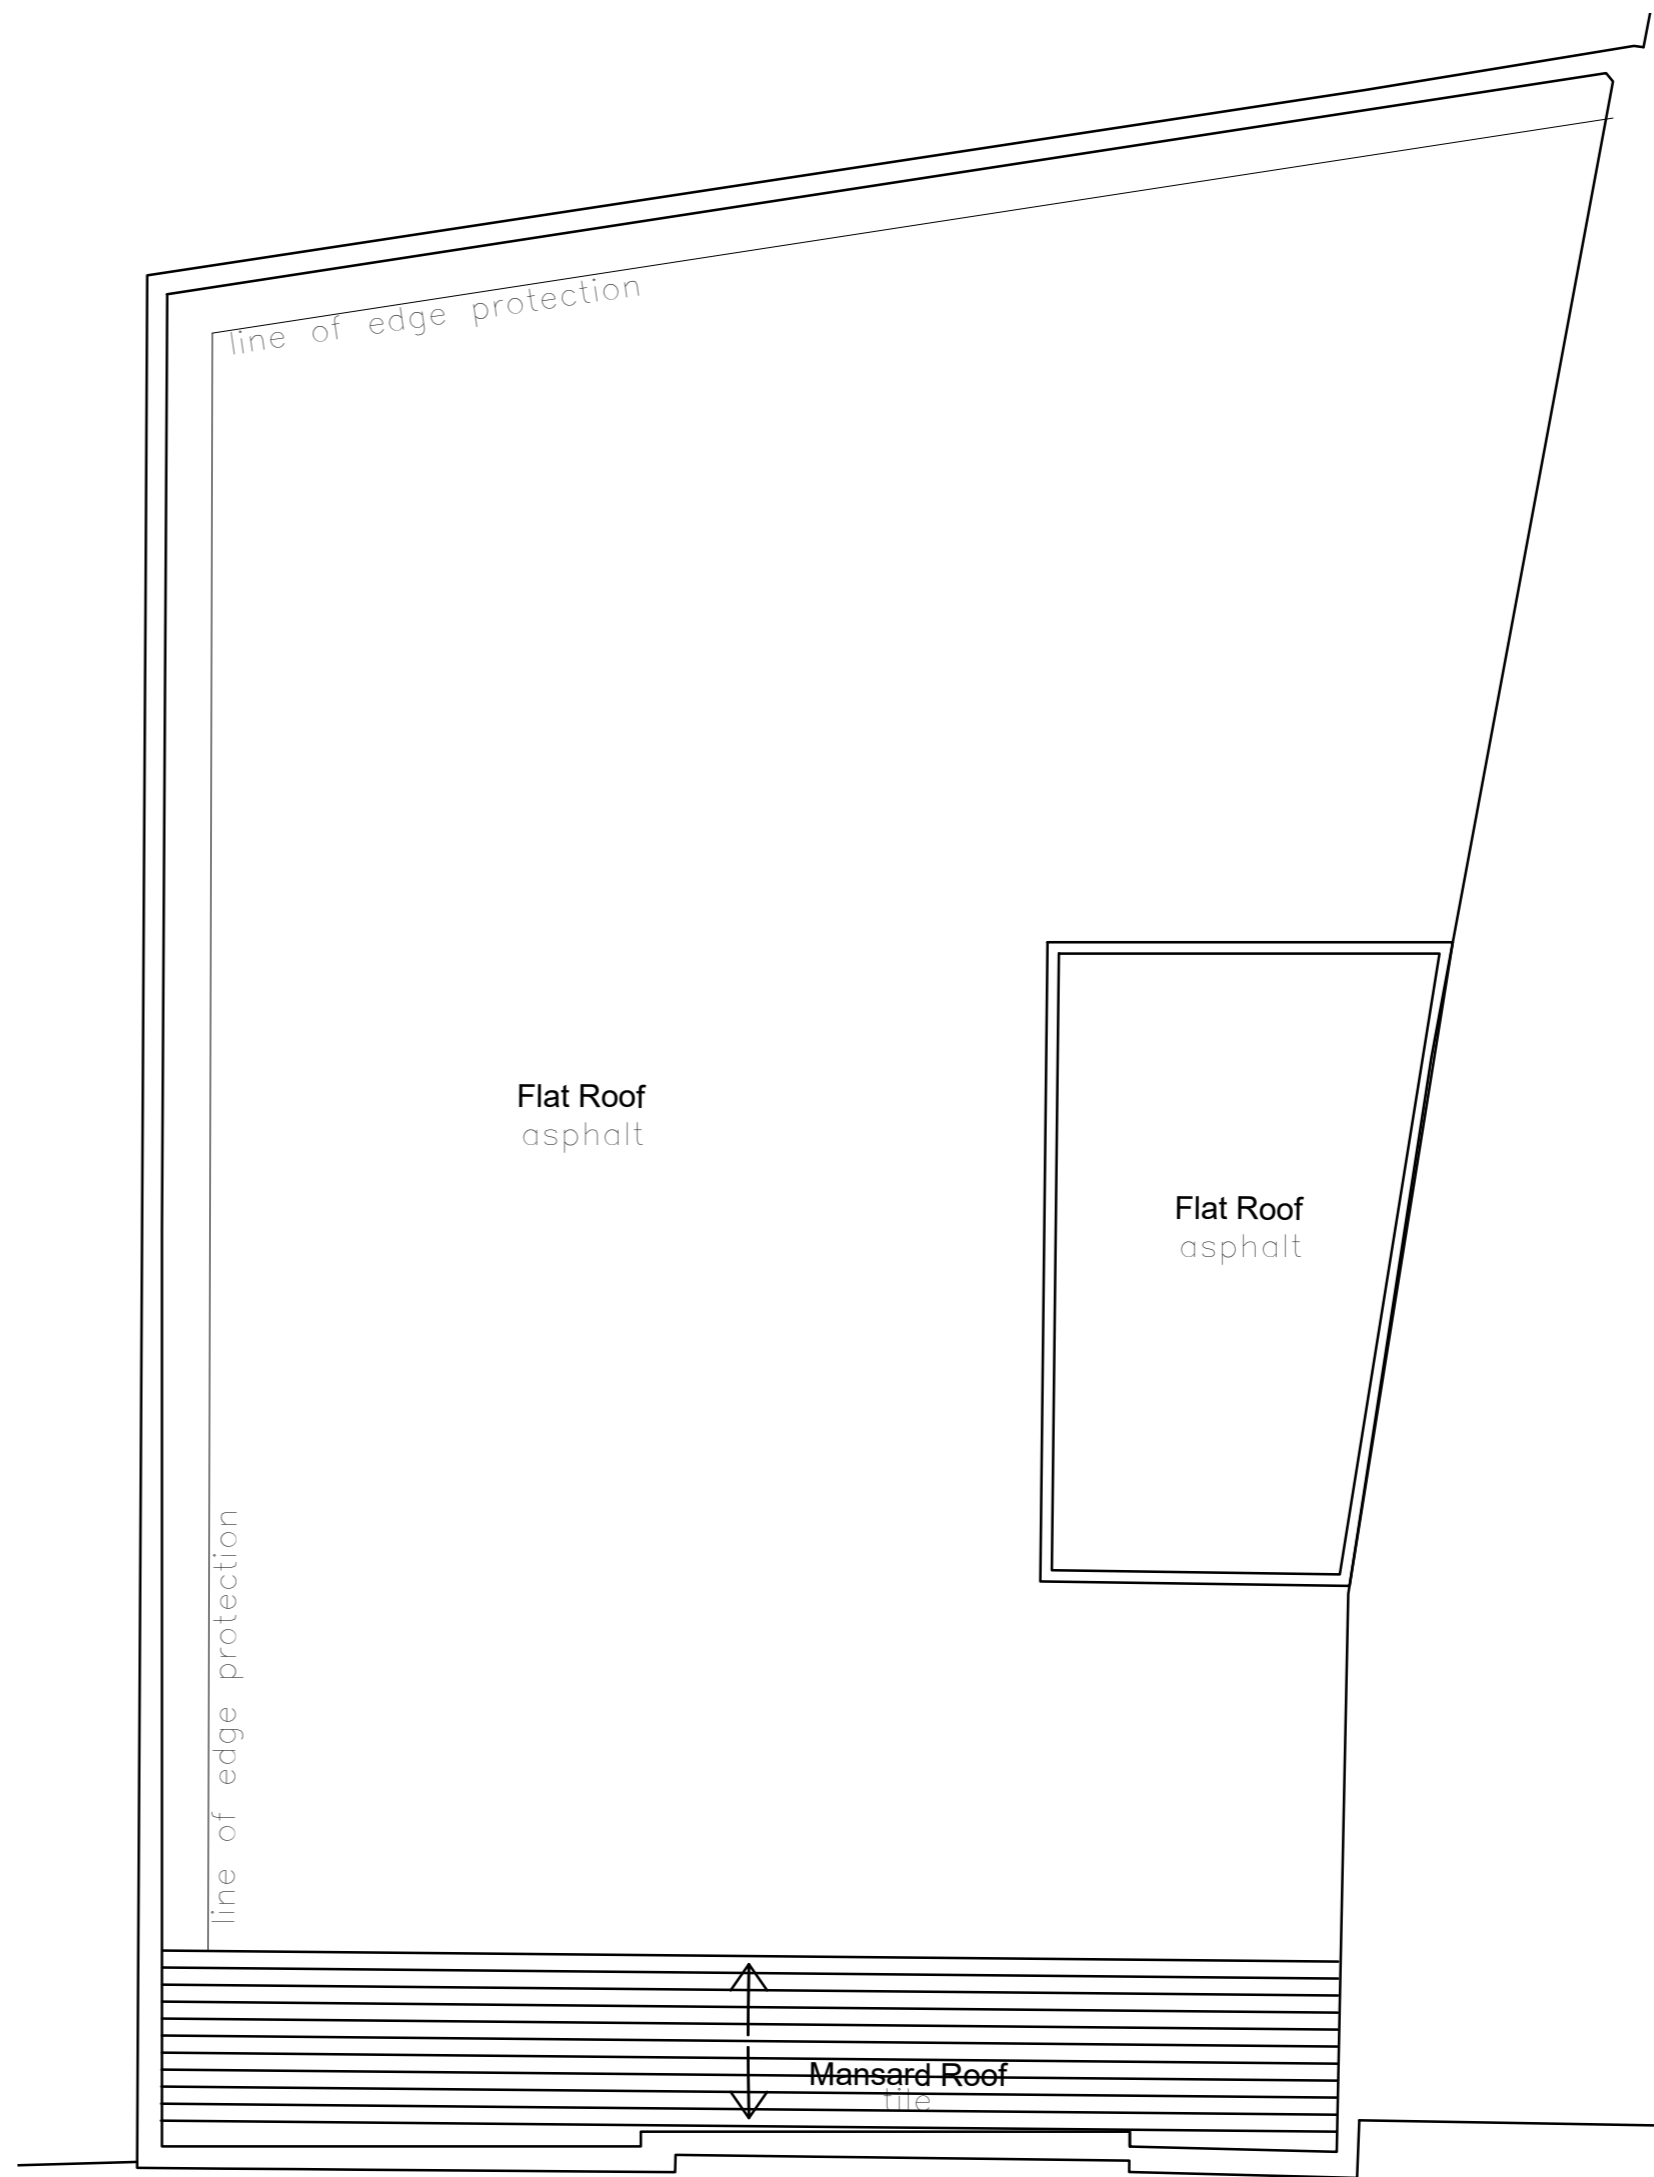 line of edge protection
Flat Roof
asphalt
Flat Roof
asphalt
line of edge protection
Mansard Roof
tile